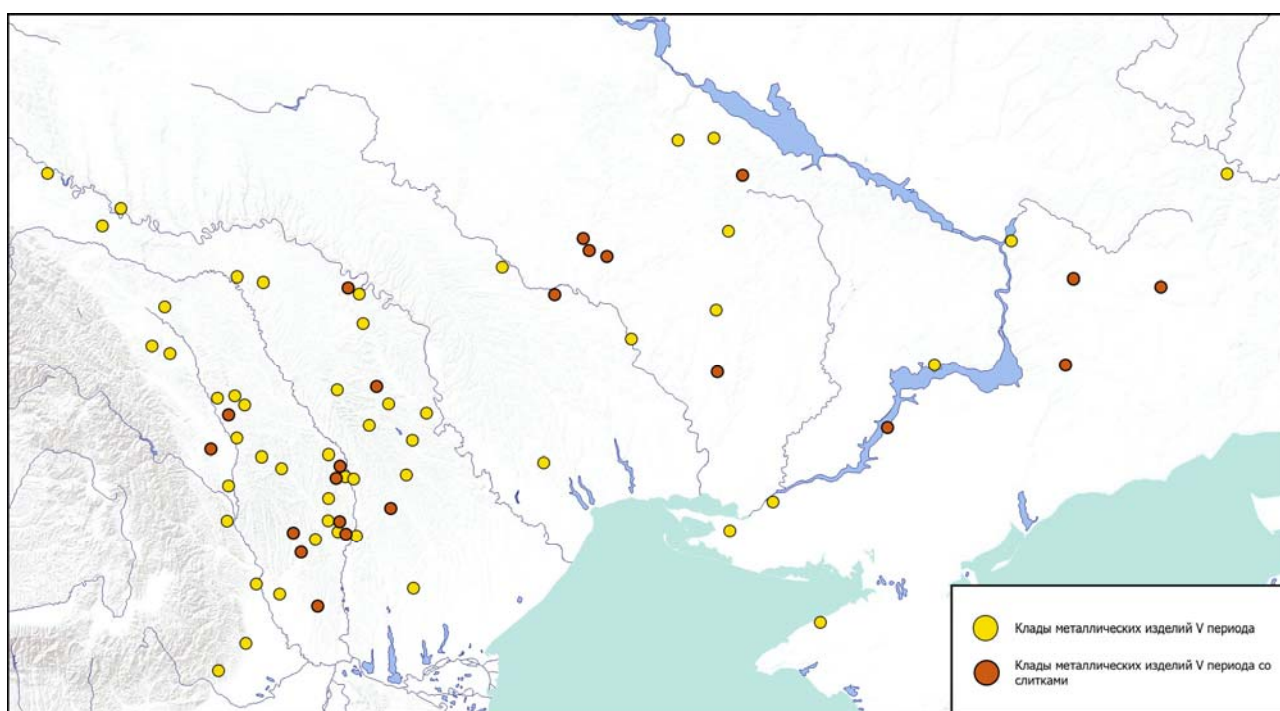 Клады металлических изделий V периода
Клады металлических изделий V периода со
слитками